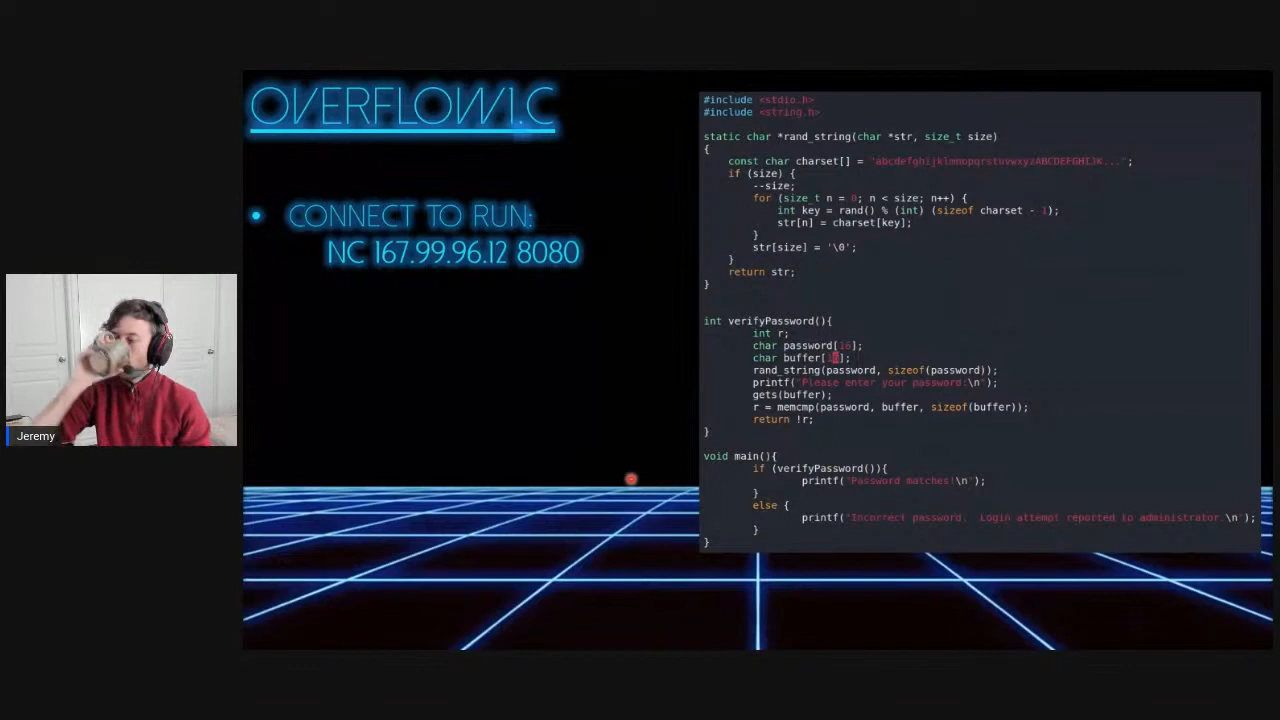 OVERFLOW1.C
• CONNECT TO RUN:
NC 167.99.96.12 8080
Jeremy
#include <stdio.h>
#include <string.h>
static char *rand_string(char *str, size_t size)
{
const char charset[] = "abcdefghijklmnopqrstuvwxyzABCDEFGHIJK...";
if (size) {
--size;
for (size_t n = 0; n < size; n++) {
int key = rand() % (int) (sizeof charset - 1);
str[n] = charset[key];
}
str[size] = '\0';
}
return str;
}
int verifyPassword(){
int r;
char password[16];
char buffer[16];
rand_string(password, sizeof(password));
printf("Please enter your password:\n");
gets(buffer);
r = memcmp(password, buffer, sizeof(buffer));
return !r;
}
void main(){
if (verifyPassword()){
printf("Password matches!\n");
}
else {
printf("Incorrect password. Login attempt reported to administrator.\n");
}
}